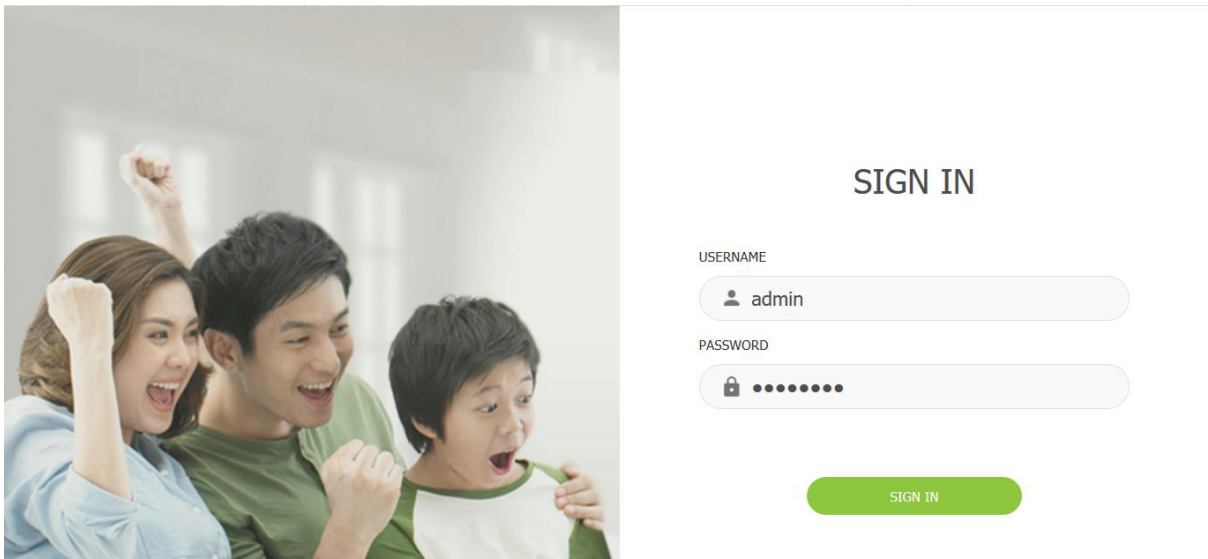 SIGN IN
USERNAME
admin
PASSWORD
••••••••
SIGN IN